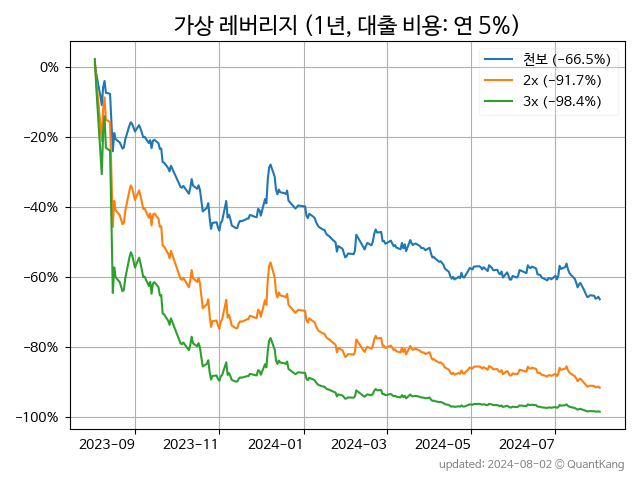 가상 레버리지 (1년, 대출 비용: 연 5%)
천보 (−66.5%)
2x (−91.7%)
3x (−98.4%)
0%
−20%
−40%
−60%
−80%
−100%
2023-09 2023-11 2024-01 2024-03 2024-05 2024-07
updated: 2024-08-02 © QuantKang